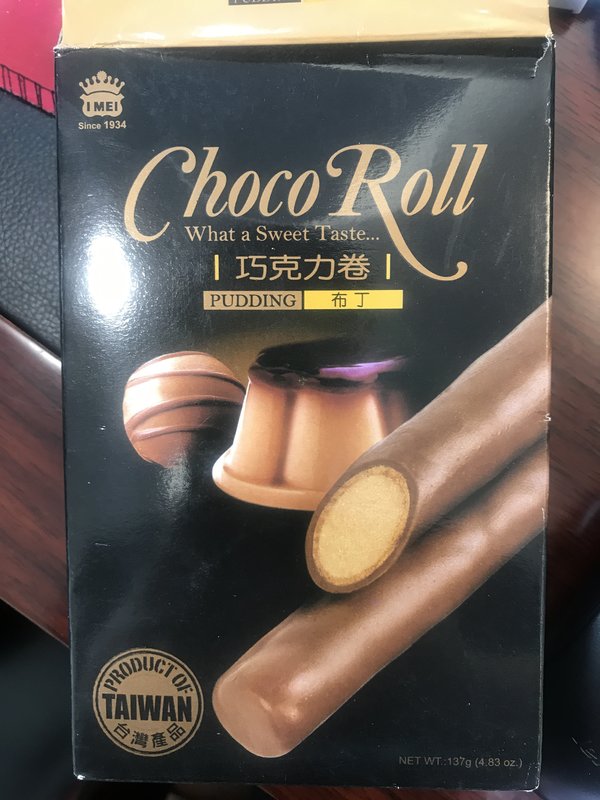 PUDDING
I MEI
Since 1934
Choco Roll
What a Sweet Taste...
巧克力卷
PUDDING 布丁
PRODUCT OF
TAIWAN
台灣產品
NET WT.:137g (4.83 oz.)